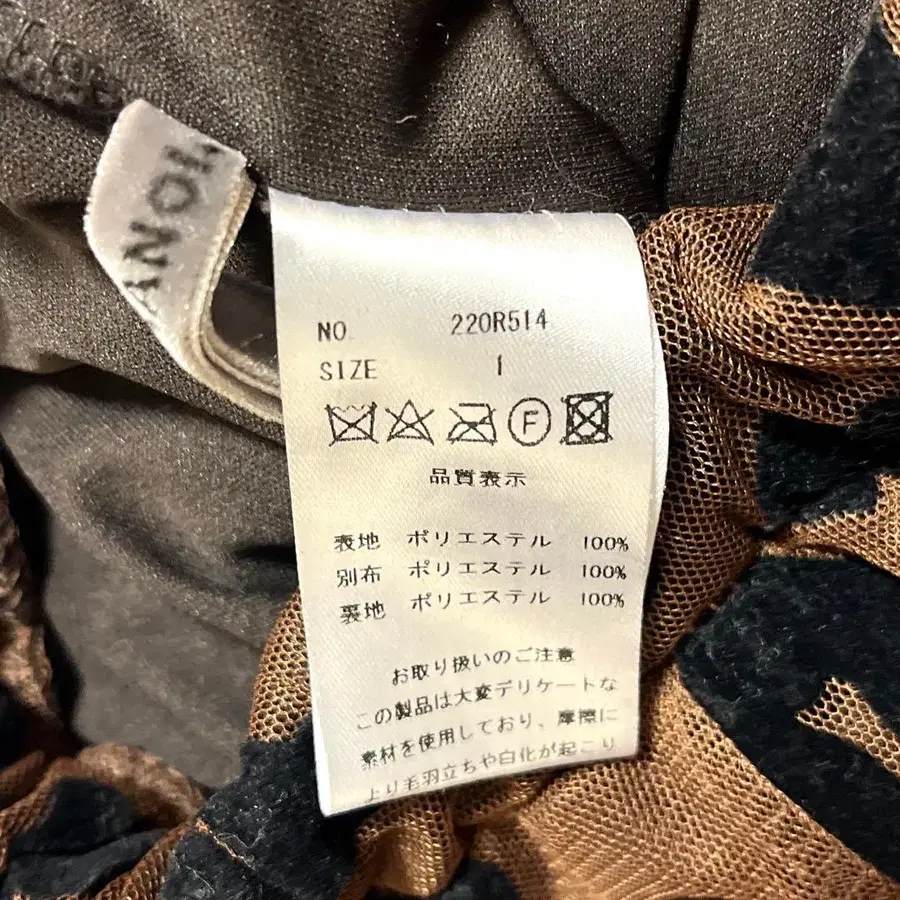 NO. 220R514
SIZE 1
F
品質表示
表地 ポリエステル 100%
別布 ポリエステル 100%
裏地 ポリエステル 100%
お取り扱いのご注意
この製品は大変デリケートな
素材を使用しており、摩擦に
より毛羽立ちや白化が起こり